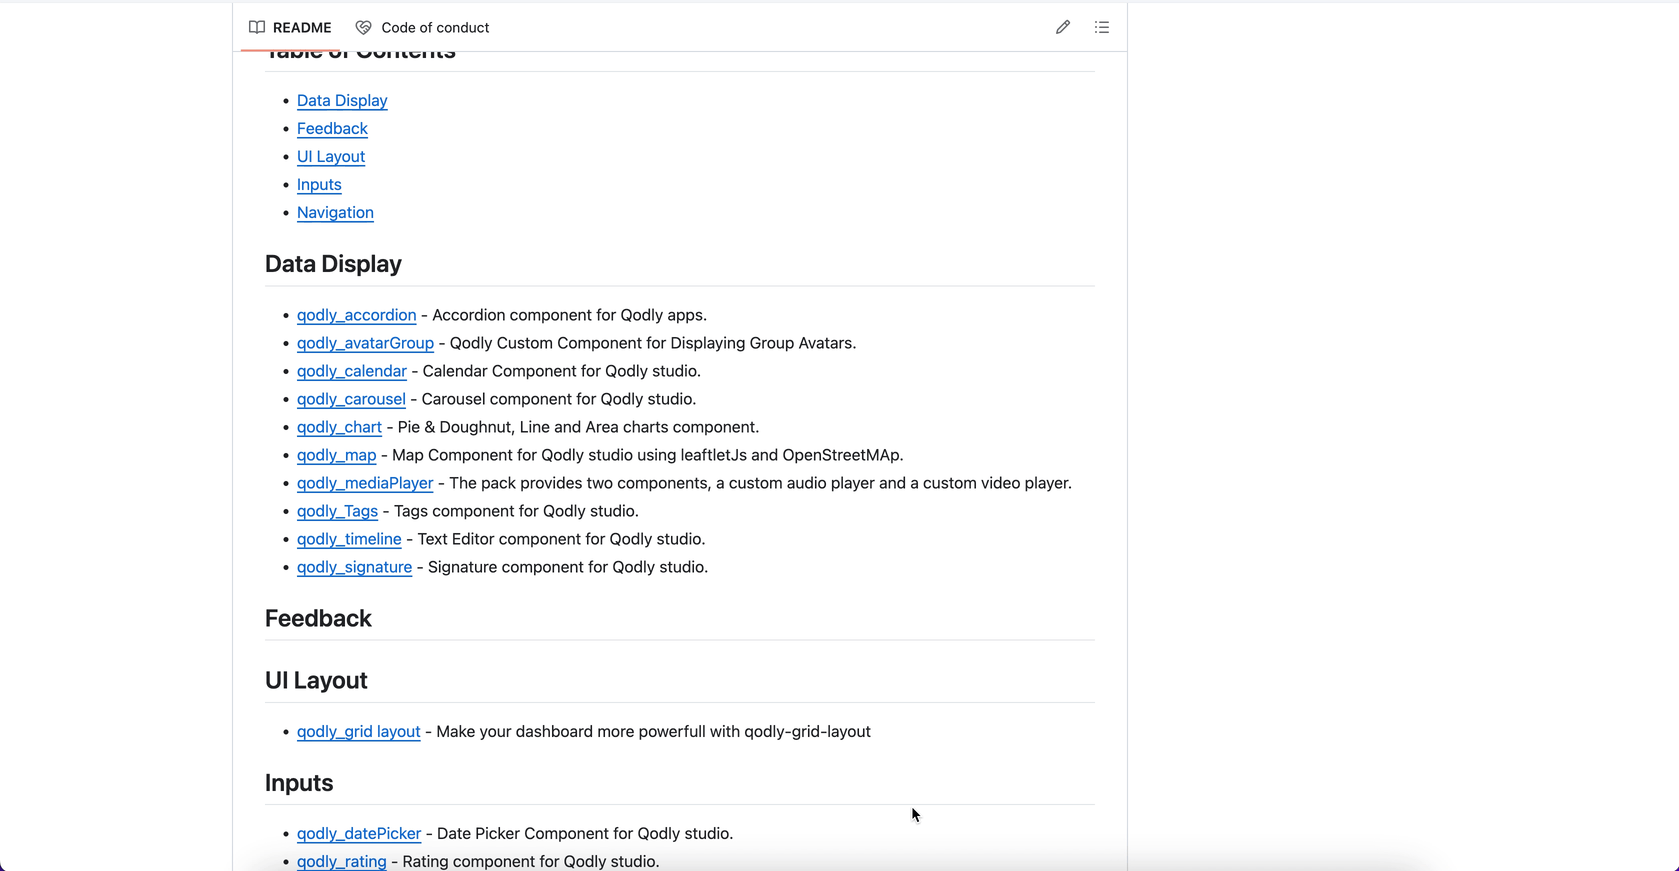 README
Code of conduct
Table of Contents
Data Display
Feedback
UI Layout
Inputs
Navigation
Data Display
qodly_accordion - Accordion component for Qodly apps.
qodly_avatarGroup - Qodly Custom Component for Displaying Group Avatars.
qodly_calendar - Calendar Component for Qodly studio.
qodly_carousel - Carousel component for Qodly studio.
qodly_chart - Pie & Doughnut, Line and Area charts component.
qodly_map - Map Component for Qodly studio using leaftletJs and OpenStreetMAp.
qodly_mediaPlayer - The pack provides two components, a custom audio player and a custom video player.
qodly_Tags - Tags component for Qodly studio.
qodly_timeline - Text Editor component for Qodly studio.
qodly_signature - Signature component for Qodly studio.
Feedback
UI Layout
qodly_grid layout - Make your dashboard more powerfull with qodly-grid-layout
Inputs
qodly_datePicker - Date Picker Component for Qodly studio.
qodly_rating - Rating component for Qodly studio.